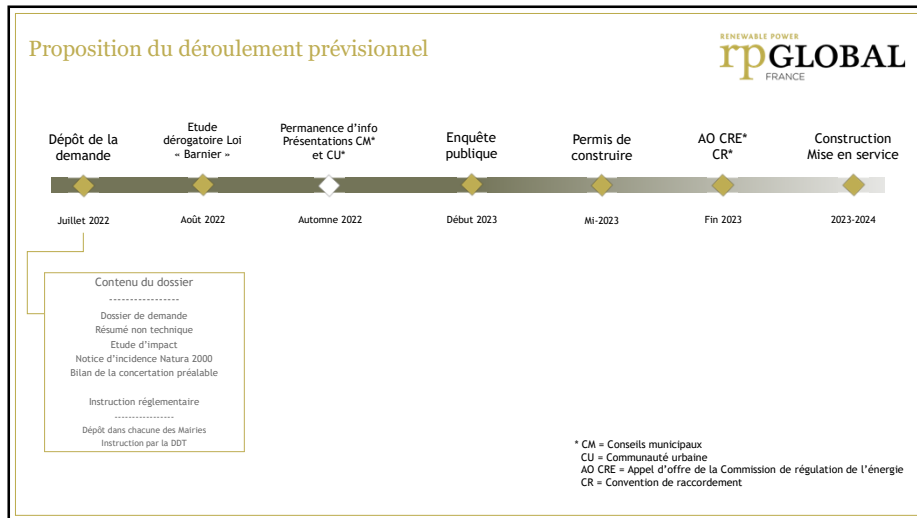 Proposition du déroulement prévisionnel
RENEWABLE POWER
rp GLOBAL
FRANCE
Dépôt de la
demande
Etude
dérogatoire Loi
« Barnier »
Permanence d'info
Présentations CM*
et CU*
Enquête
publique
Permis de
construire
AO CRE*
CR*
Construction
Mise en service
Juillet 2022
Août 2022
Automne 2022
Début 2023
Mi-2023
Fin 2023
2023-2024
Contenu du dossier
-----------------
Dossier de demande
Résumé non technique
Etude d'impact
Notice d'incidence Natura 2000
Bilan de la concertation préalable
Instruction réglementaire
-----------------
Dépôt dans chacune des Mairies
Instruction par la DDT
* CM = Conseils municipaux
CU = Communauté urbaine
AO CRE = Appel d'offre de la Commission de régulation de l'énergie
CR = Convention de raccordement